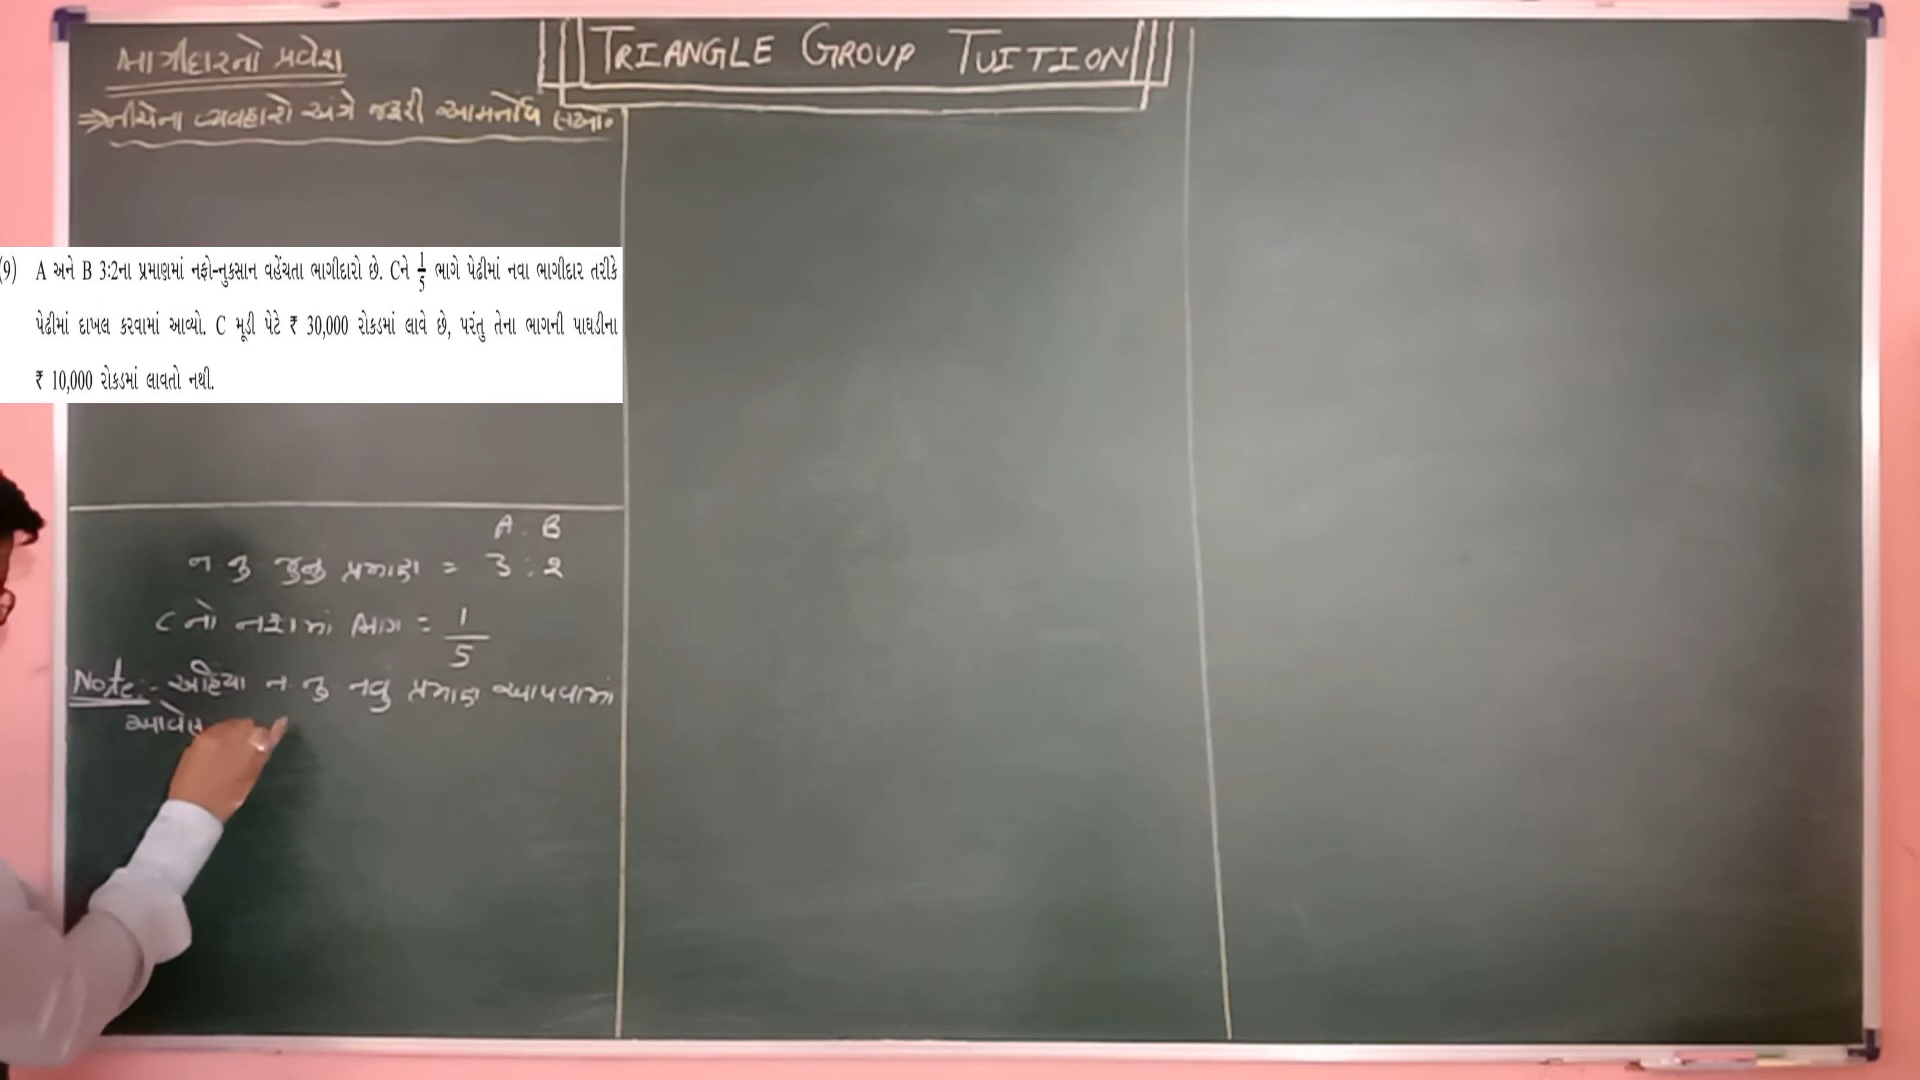 TRIANGLE GROUP TUITION
ભાગીદારનો પ્રવેશ
⇒ નીચેના વ્યવહારો અંગે જરૂરી આમનોંધ લખો.
(9) A અને B 3:2ના પ્રમાણમાં નફો-નુકસાન વહેંચતા ભાગીદારો છે. Cને 1/5 ભાગે પેઢીમાં નવા ભાગીદાર તરીકે
પેઢીમાં દાખલ કરવામાં આવ્યો. C મૂડી પેટે ₹ 30,000 રોકડમાં લાવે છે, પરંતુ તેના ભાગની પાઘડીના
₹ 10,000 રોકડમાં લાવતો નથી.
A . B
ન નુ જુનુ પ્રમાણ = 3 : 2
C નો નફામાં ભાગ = 1/5
Note:- અહિયા ન. નુ નવું પ્રમાણ આપવામાં
આવેલ